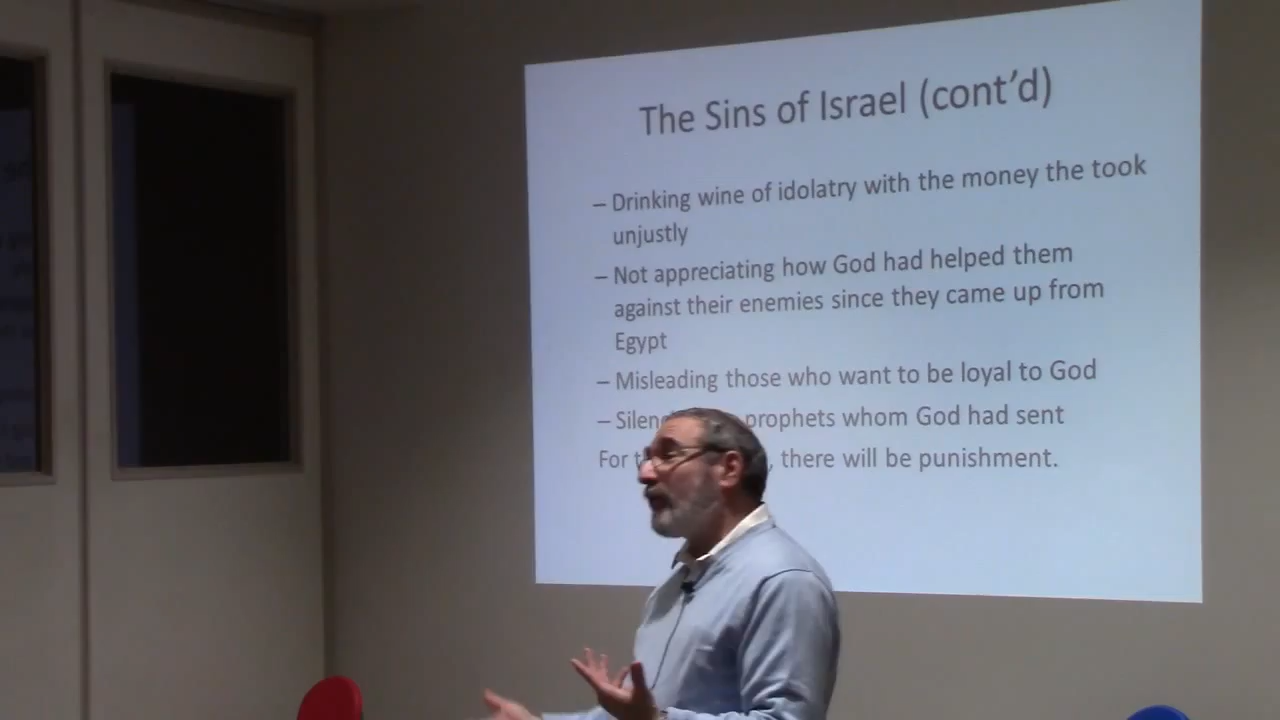 The Sins of Israel (cont'd)
– Drinking wine of idolatry with the money the took
unjustly
– Not appreciating how God had helped them
against their enemies since they came up from
Egypt
– Misleading those who want to be loyal to God
– prophets whom God had sent
For , there will be punishment.